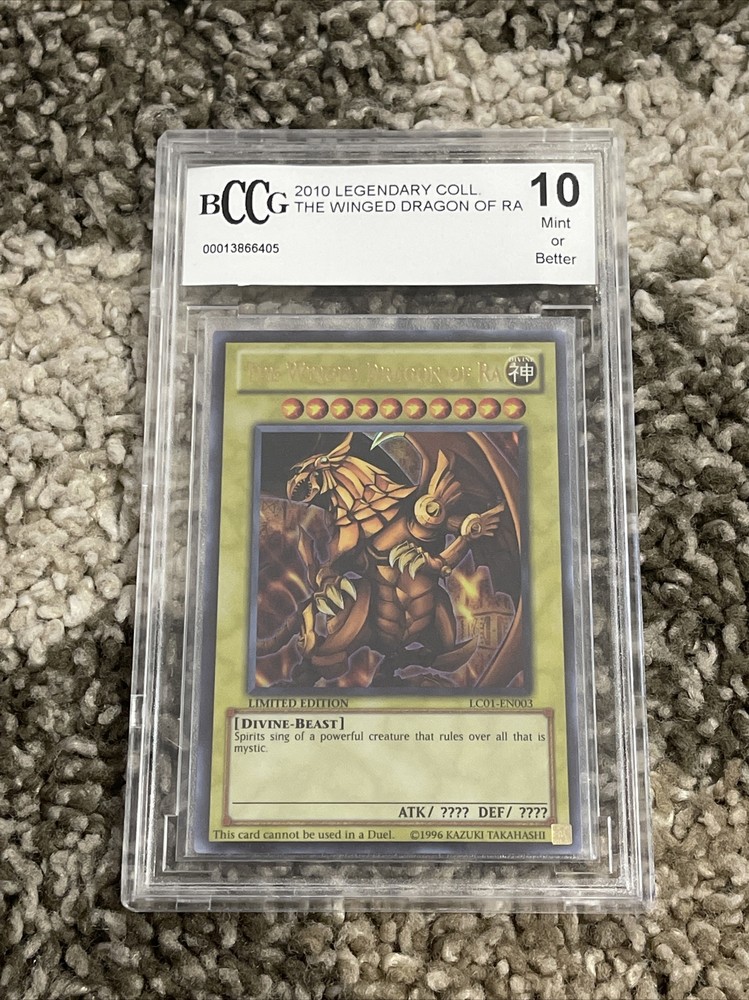 BCCG
2010 LEGENDARY COLL.
THE WINGED DRAGON OF RA
00013866405
10
Mint
or
Better
THE WINGED DRAGON OF RA
DIVINE
神
LIMITED EDITION
LC01-EN003
[DIVINE-BEAST]
Spirits sing of a powerful creature that rules over all that is
mystic.
ATK/ ???? DEF/ ????
This card cannot be used in a Duel.
©1996 KAZUKI TAKAHASHI